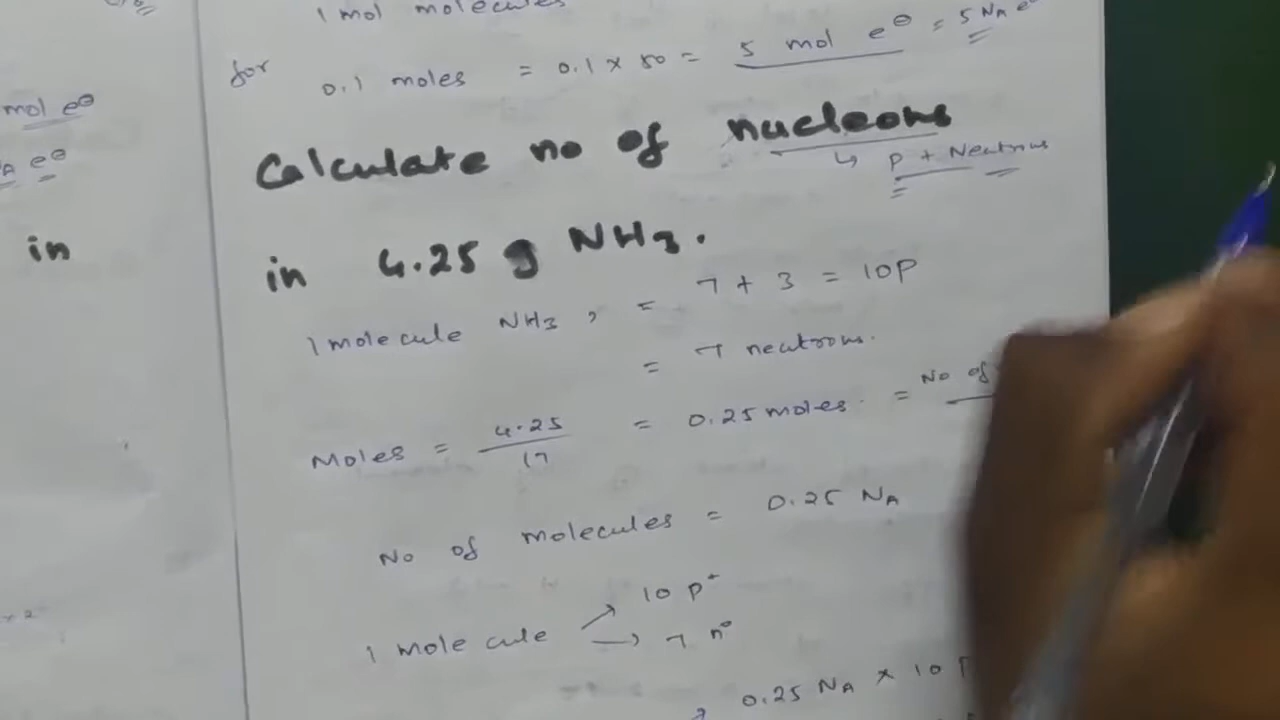 1 mol molecules
for 0.1 moles = 0.1 × 50 = 5 mol e⊖ = 5 NA e
mol e⊖
A e⊖
Calculate no of nucleons
↳ p + Neutrons
in
in 4.25 g NH3.
1 molecule NH3, = 7 + 3 = 10P
= 7 neutrons.
Moles = 4.25 / 17 = 0.25 moles. = No of
No of molecules = 0.25 NA
1 molecule → 10 p+
→ 7 n°
0.25 NA × 10 P